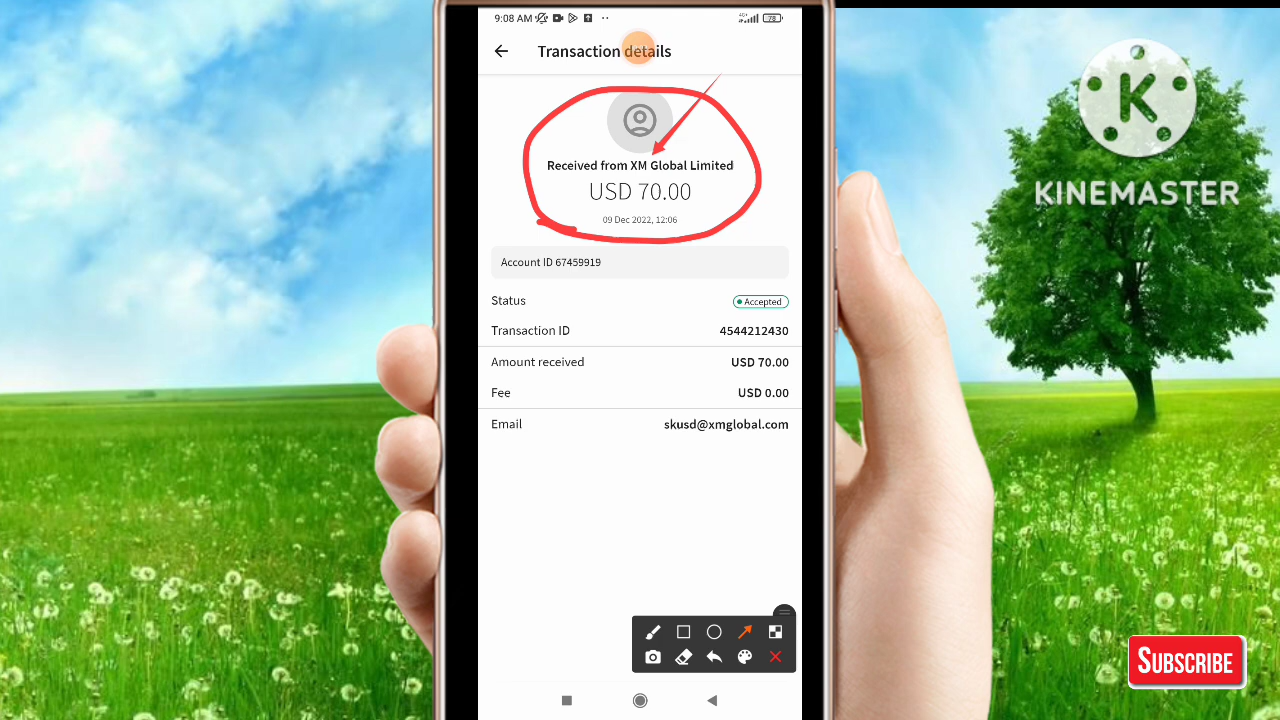 9:08 AM
4G+
78
Transaction details
Received from XM Global Limited
USD 70.00
09 Dec 2022, 12:06
Account ID 67459919
Status
Accepted
Transaction ID 4544212430
Amount received USD 70.00
Fee USD 0.00
Email skusd@xmglobal.com
K
KINEMASTER
SUBSCRIBE